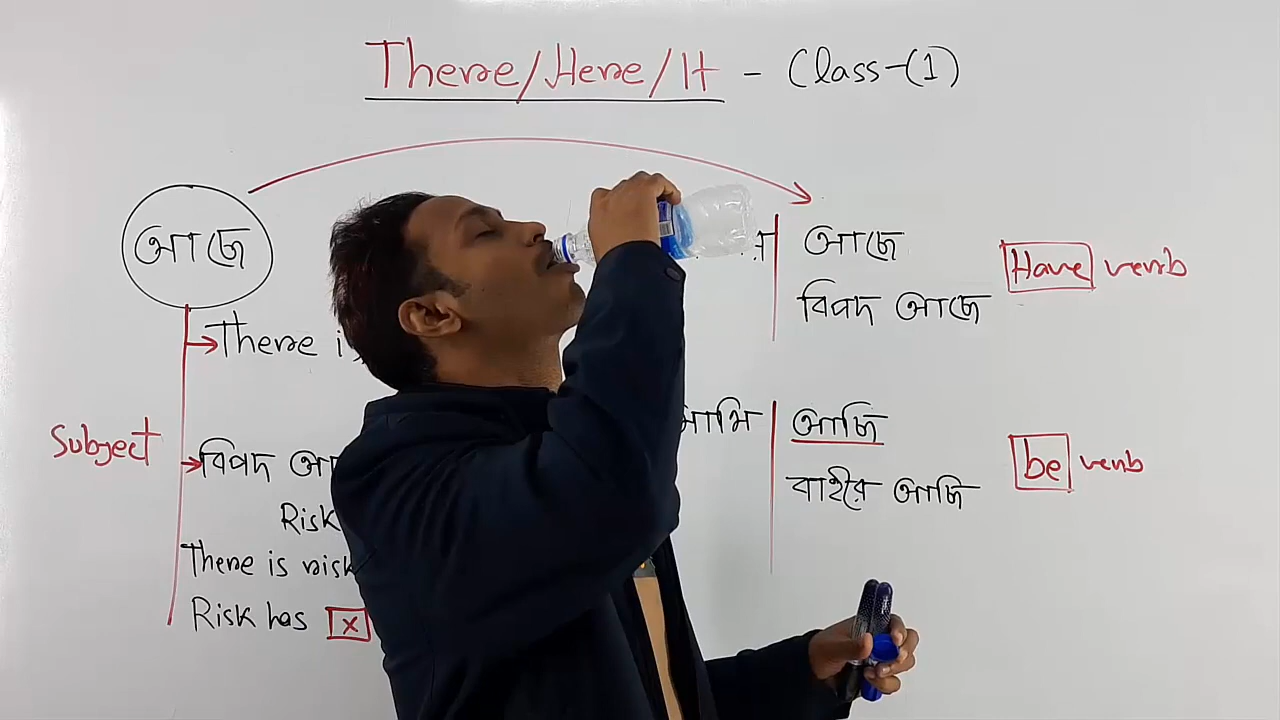 There/Here/It - Class-(1)
আছে
There is
Subject
বিপদ
Risk
There is risk
Risk has x
আছে
বিপদ আছে
Have verb
আমি
আছি
বাহিরে আছি
be verb